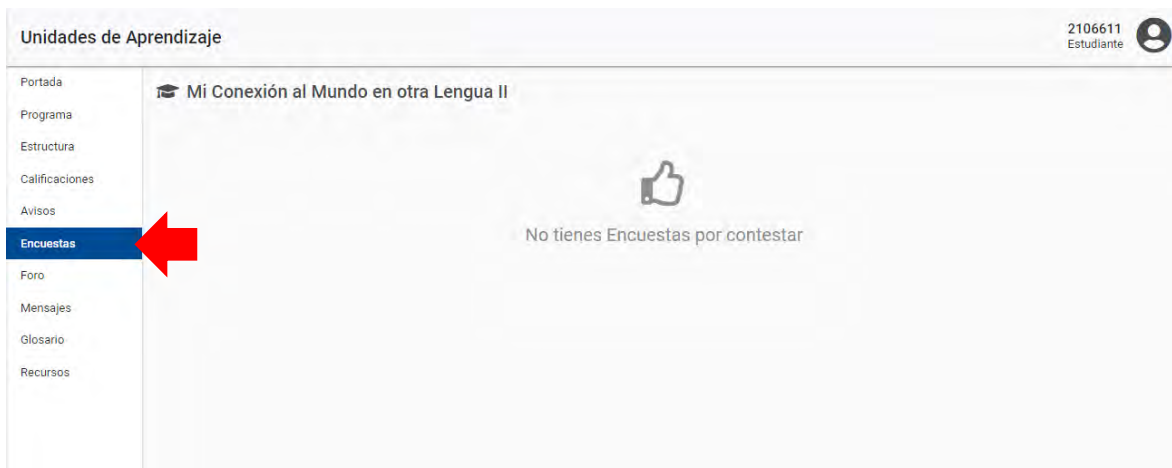 Unidades de Aprendizaje
2106611
Estudiante
Portada
Programa
Estructura
Calificaciones
Avisos
Encuestas
Foro
Mensajes
Glosario
Recursos
Mi Conexión al Mundo en otra Lengua II
No tienes Encuestas por contestar